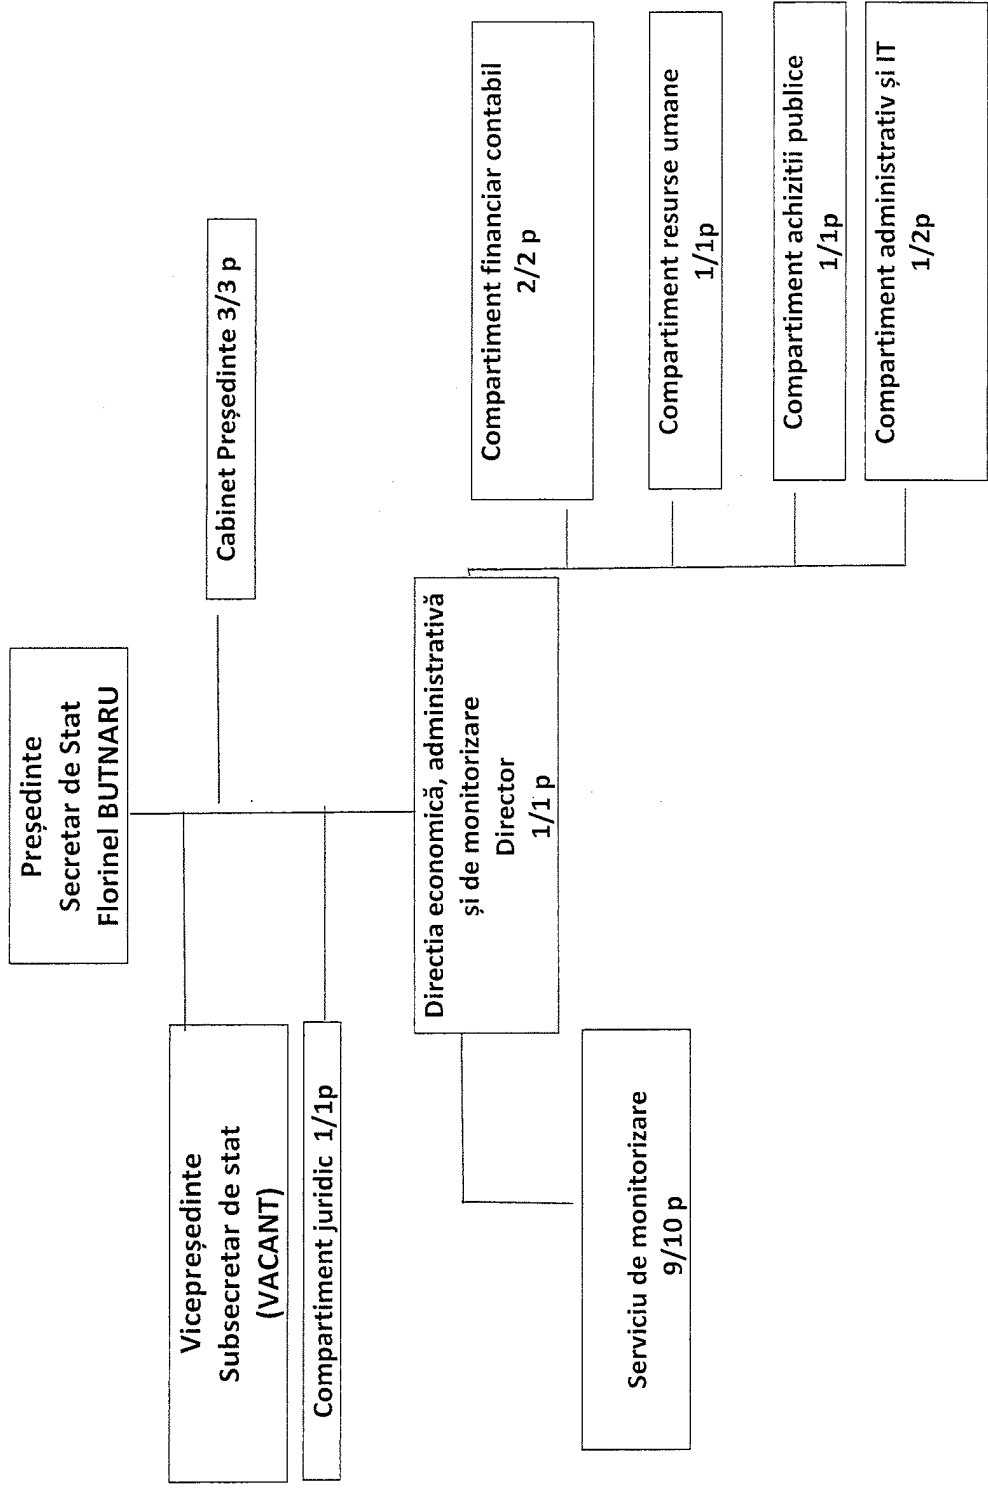 Președinte
Secretar de Stat
Florinel BUTNARU
Vicepreședinte
Subsecretar de stat
(VACANT)
Cabinet Președinte 3/3 p
Compartiment juridic 1/1p
Directia economică, administrativă
și de monitorizare
Director
1/1 p
Serviciu de monitorizare
9/10 p
Compartiment financiar contabil
2/2 p
Compartiment resurse umane
1/1p
Compartiment achizitii publice
1/1p
Compartiment administrativ și IT
1/2p